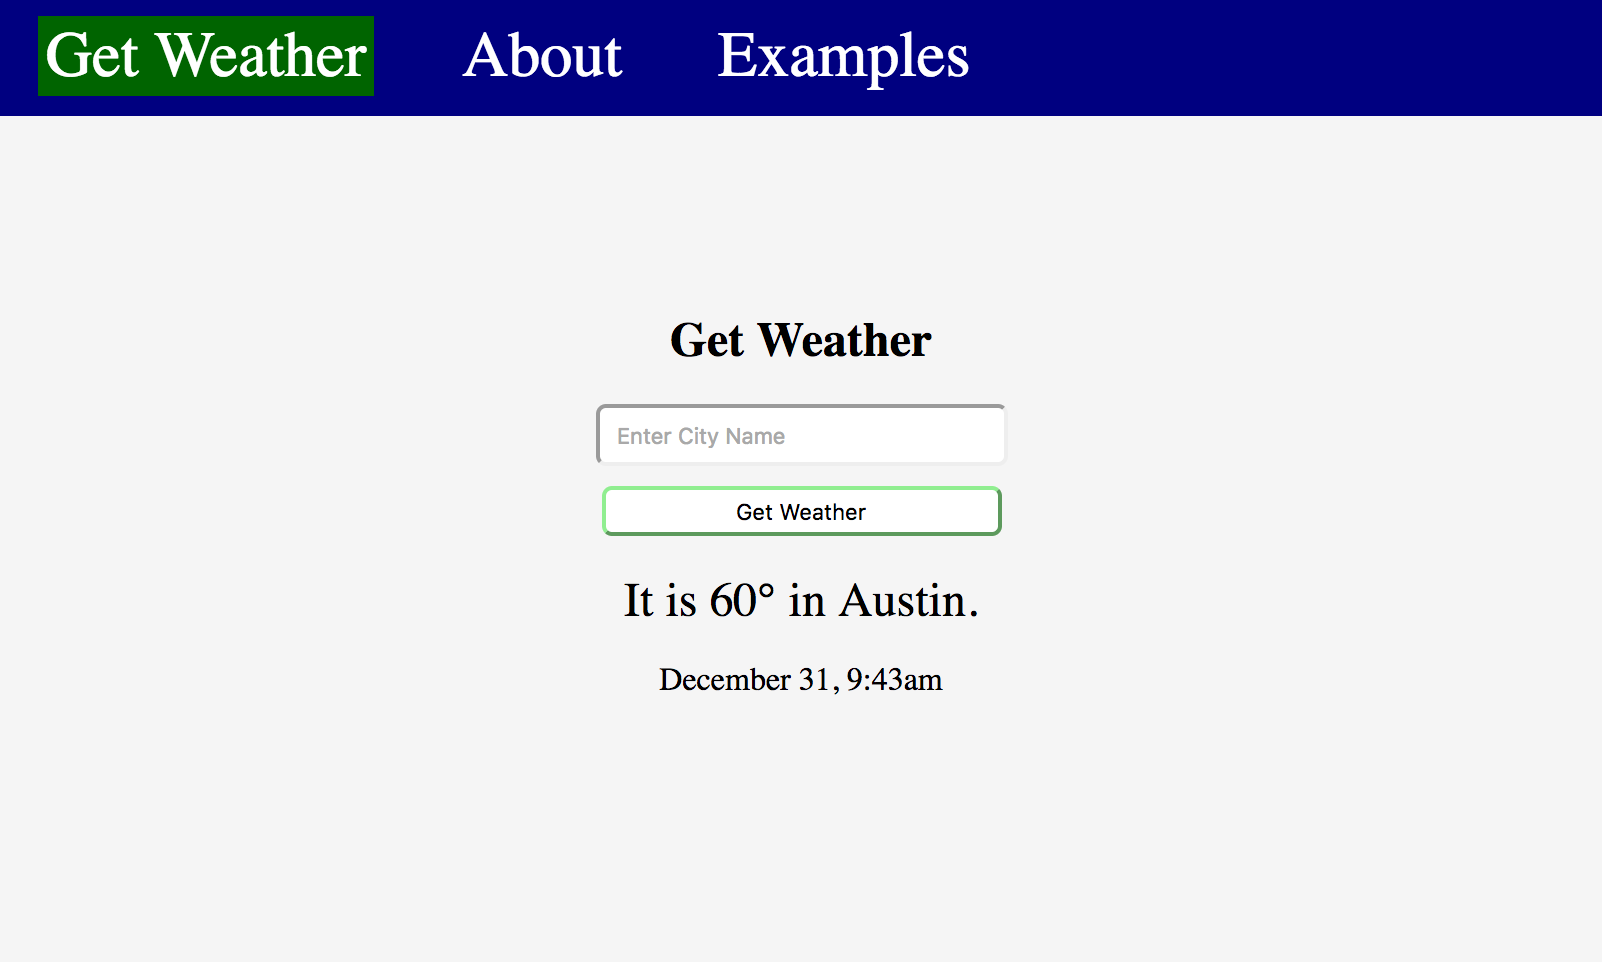 Get Weather About Examples
Get Weather
Enter City Name
Get Weather
It is 60° in Austin.
December 31, 9:43am